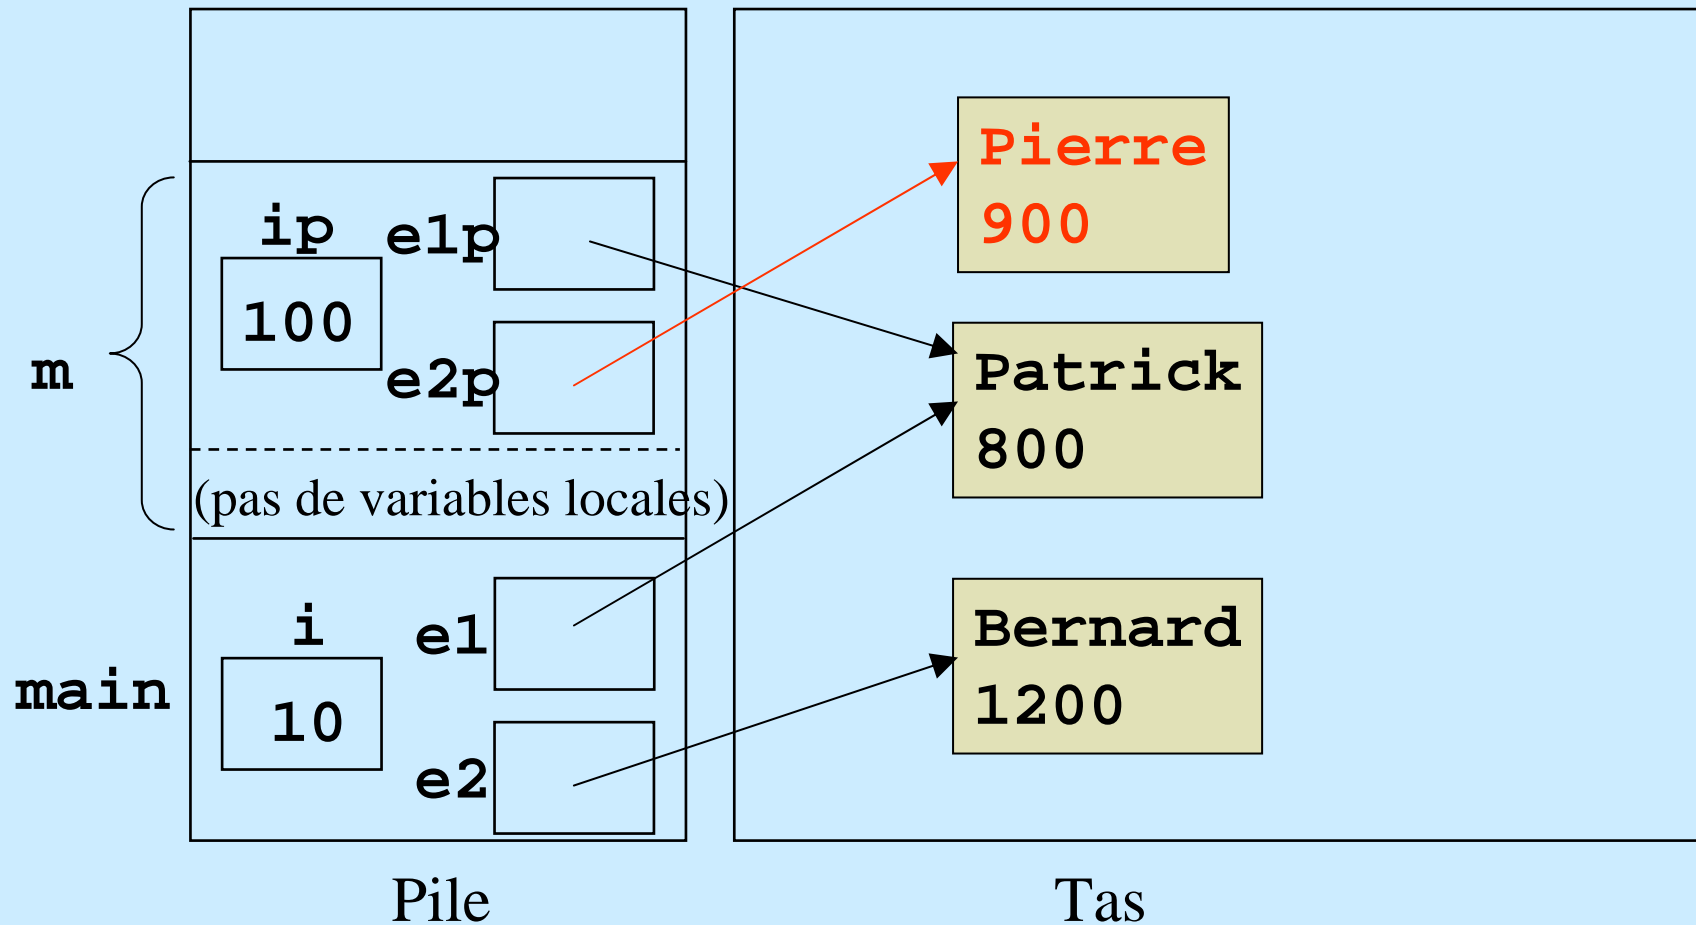 m
ip
100
e1p
e2p
(pas de variables locales)
main
i
10
e1
e2
Pile
Pierre
900
Patrick
800
Bernard
1200
Tas